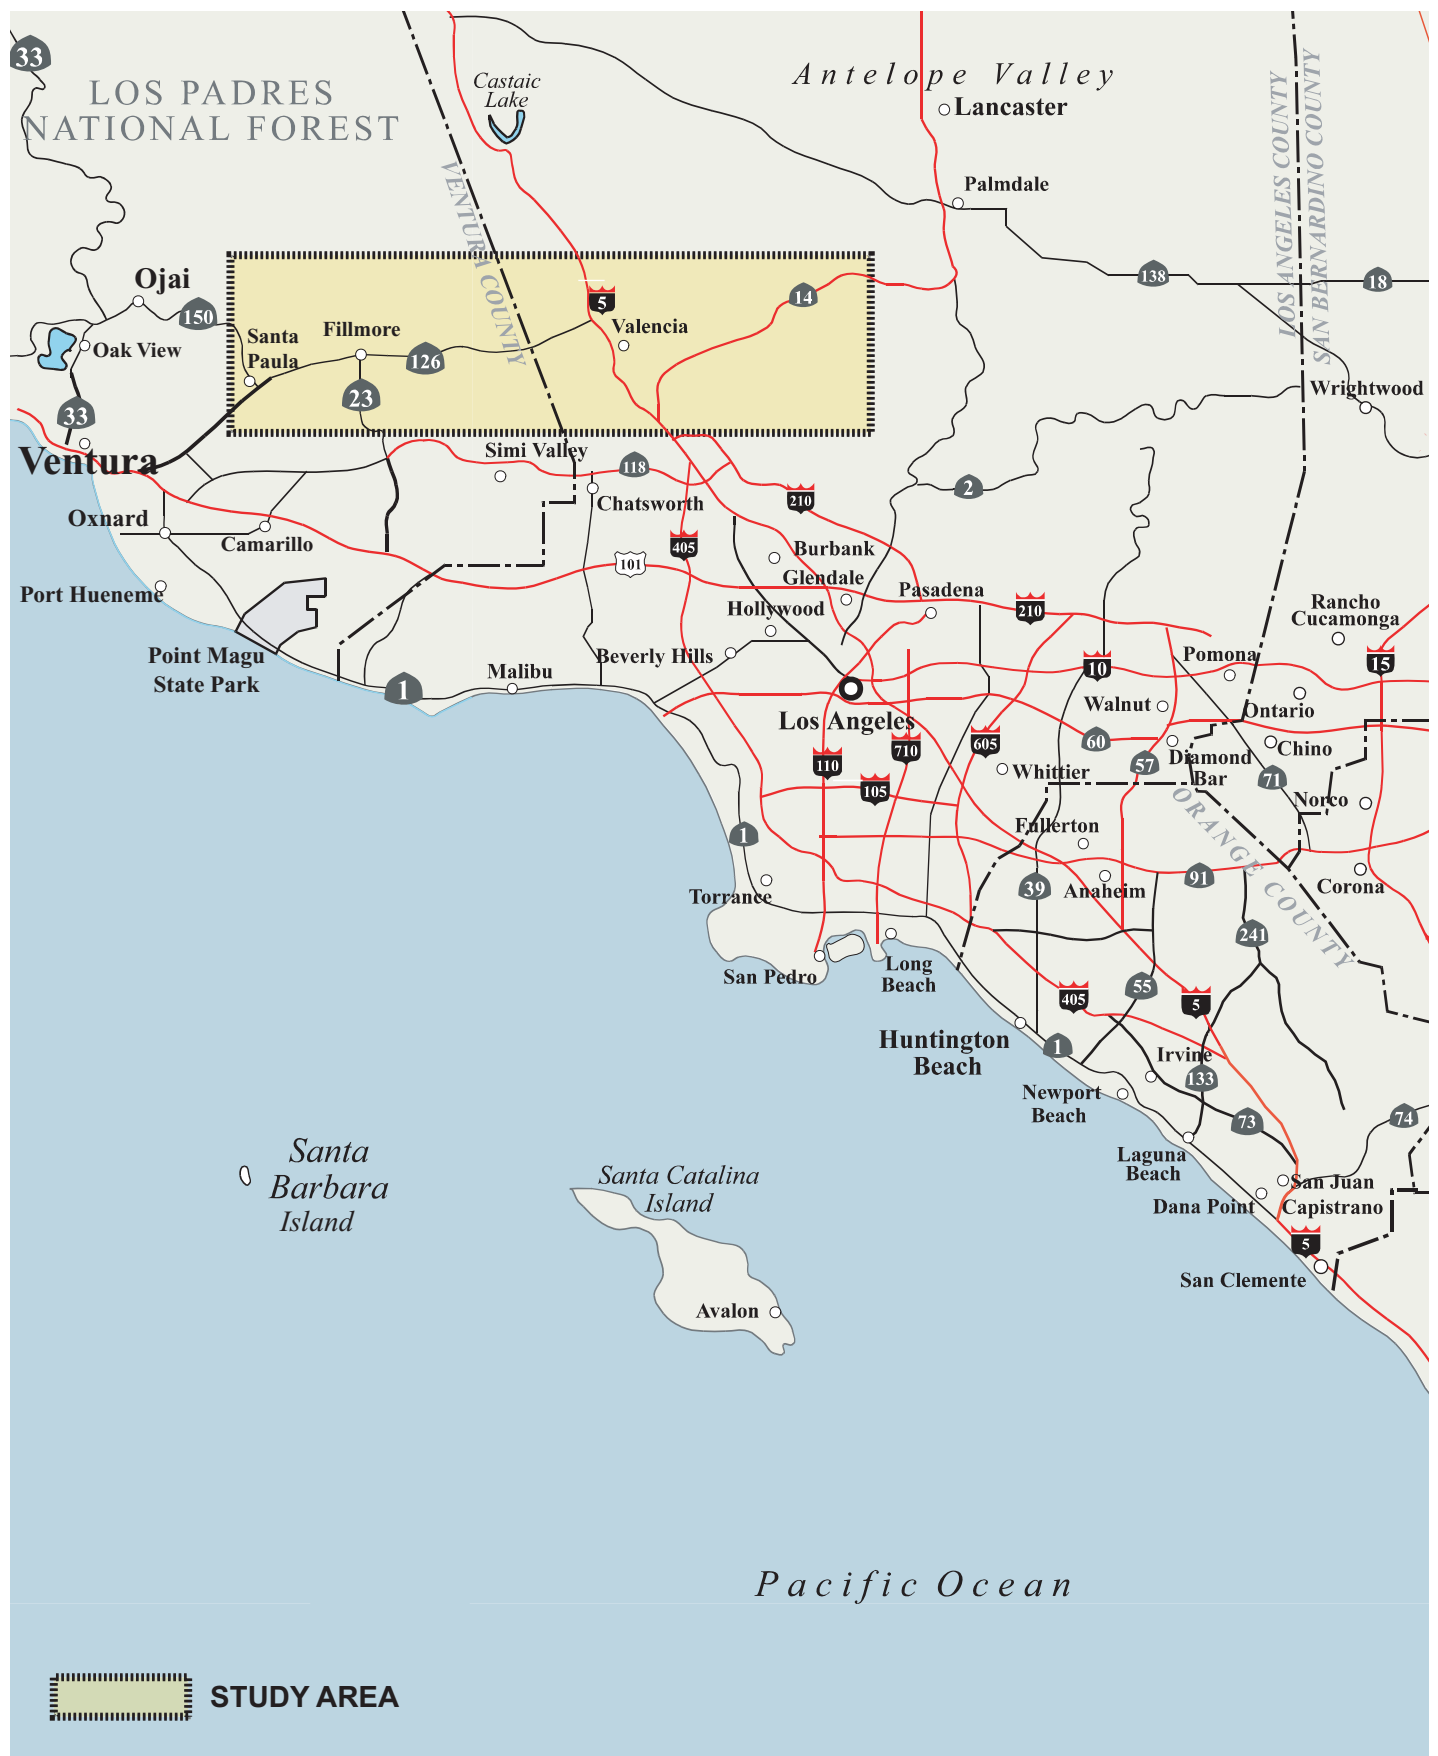 33
LOS PADRES
NATIONAL FOREST
Castaic
Lake
Antelope Valley
Lancaster
Palmdale
LOS ANGELES COUNTY
SAN BERNARDINO COUNTY
VENTURA COUNTY
138
18
Ojai
150
Oak View
Santa
Paula
Fillmore
126
23
5
Valencia
14
Wrightwood
33
Ventura
Simi Valley
118
Chatsworth
210
2
Oxnard
Camarillo
405
101
Burbank
Glendale
Pasadena
Hollywood
210
Port Hueneme
Rancho
Cucamonga
Point Magu
State Park
Beverly Hills
Malibu
1
10
Pomona
15
Walnut
Ontario
Los Angeles
60
605
710
110
105
57
Diamond
Bar
Chino
71
Whittier
Norco
ORANGE COUNTY
Fullerton
1
39
Anaheim
91
Corona
Torrance
241
San Pedro
Long
Beach
405
55
5
Huntington
Beach
1
Irvine
133
Newport
Beach
73
74
Laguna
Beach
San Juan
Capistrano
Dana Point
5
San Clemente
Santa
Barbara
Island
Santa Catalina
Island
Avalon
Pacific Ocean
STUDY AREA